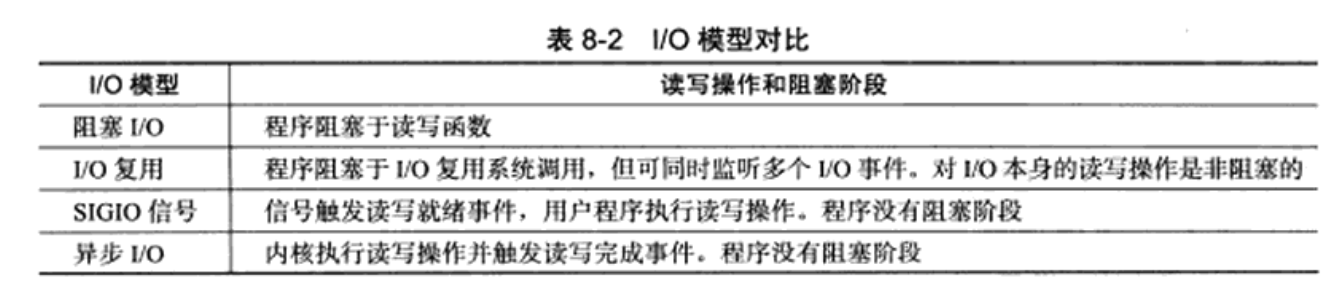 表 8-2 I/O 模型对比
I/O 模型 读写操作和阻塞阶段
阻塞 I/O 程序阻塞于读写函数
I/O 复用 程序阻塞于 I/O 复用系统调用，但可同时监听多个 I/O 事件。对 I/O 本身的读写操作是非阻塞的
SIGIO 信号 信号触发读写就绪事件，用户程序执行读写操作。程序没有阻塞阶段
异步 I/O 内核执行读写操作并触发读写完成事件。程序没有阻塞阶段